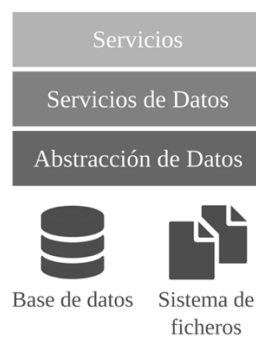 Servicios
Servicios de Datos
Abstracción de Datos
Base de datos
Sistema de
ficheros